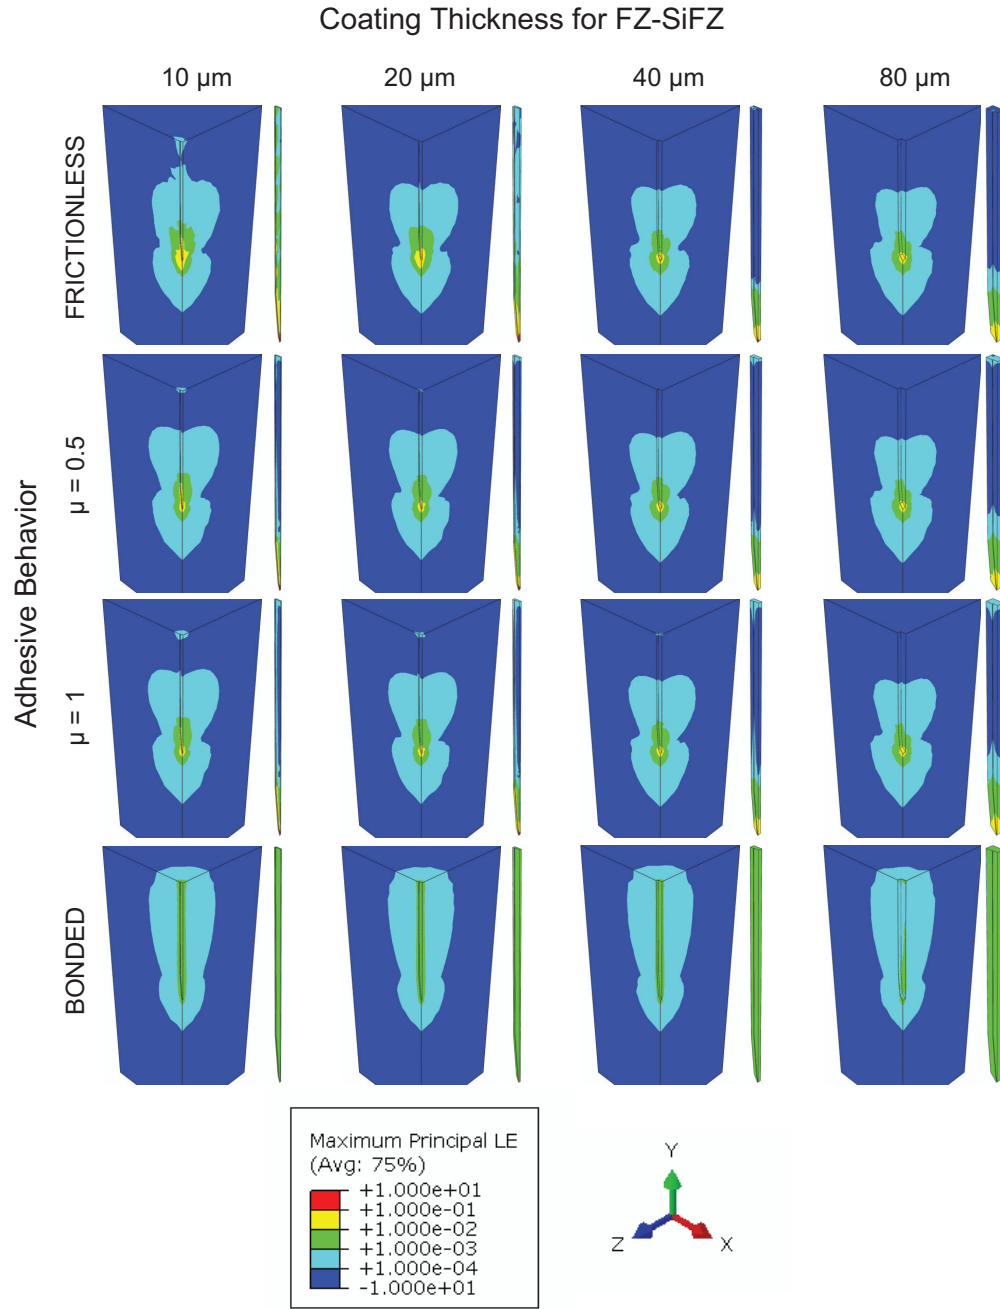 Coating Thickness for FZ-SiFZ
10 µm
20 µm
40 µm
80 µm
Adhesive Behavior
FRICTIONLESS
µ = 0.5
µ = 1
BONDED
Maximum Principal LE
(Avg: 75%)
+1.000e+01
+1.000e-01
+1.000e-02
+1.000e-03
+1.000e-04
-1.000e+01
Y
Z
X